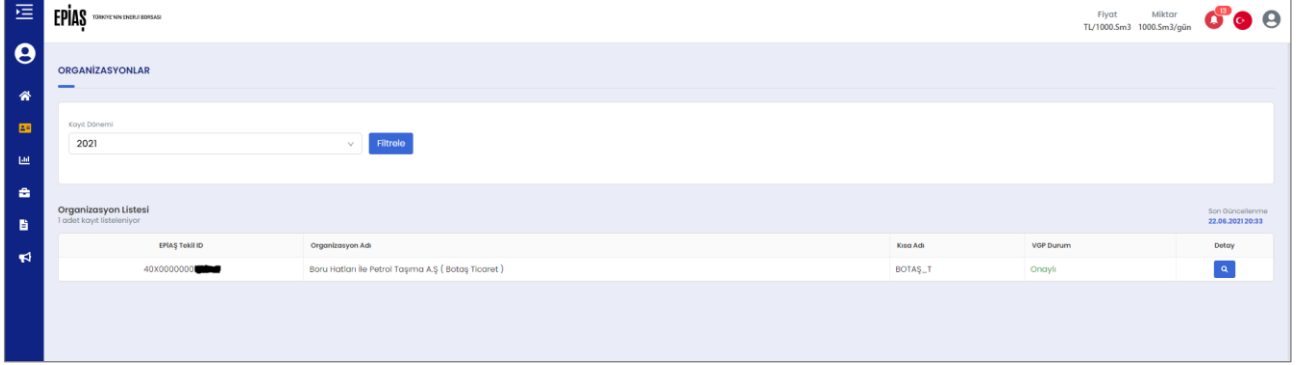 EPİAŞ TÜRKİYE'NİN ENERJİ BORSASI
Fiyat Miktar
TL/1000.Sm3 1000.Sm3/gün
13
ORGANİZASYONLAR
Kayıt Dönemi
2021
Filtrele
Organizasyon Listesi
1 adet kayıt listeleniyor
Son Güncellenme
22.06.2021 20:33
EPİAŞ Tekil ID Organizasyon Adı Kısa Adı VGP Durum Detay
40X0000000 Boru Hatları İle Petrol Taşıma A.Ş ( Botaş Ticaret ) BOTAŞ_T Onaylı